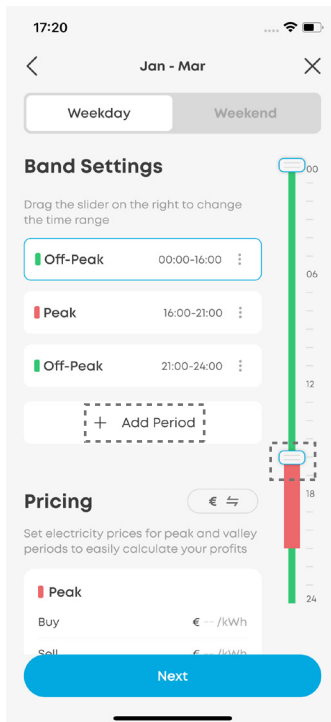 17:20
Jan - Mar
Weekday
Weekend
Band Settings
00
Drag the slider on the right to change
the time range
Off-Peak 00:00-16:00
06
Peak 16:00-21:00
Off-Peak 21:00-24:00
12
+ Add Period
Pricing € 
18
Set electricity prices for peak and valley
periods to easily calculate your profits
Peak
24
Buy € -- /kWh
Sell € -- /kWh
Next